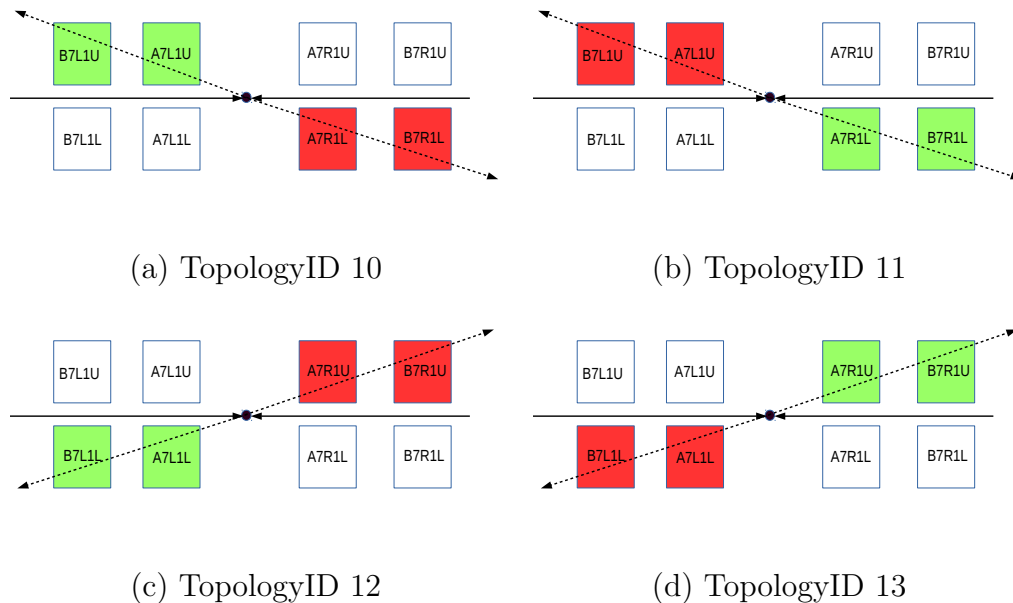 B7L1U A7L1U A7R1U B7R1U
B7L1L A7L1L A7R1L B7R1L
(a) TopologyID 10
B7L1U A7L1U A7R1U B7R1U
B7L1L A7L1L A7R1L B7R1L
(b) TopologyID 11
B7L1U A7L1U A7R1U B7R1U
B7L1L A7L1L A7R1L B7R1L
(c) TopologyID 12
B7L1U A7L1U A7R1U B7R1U
B7L1L A7L1L A7R1L B7R1L
(d) TopologyID 13